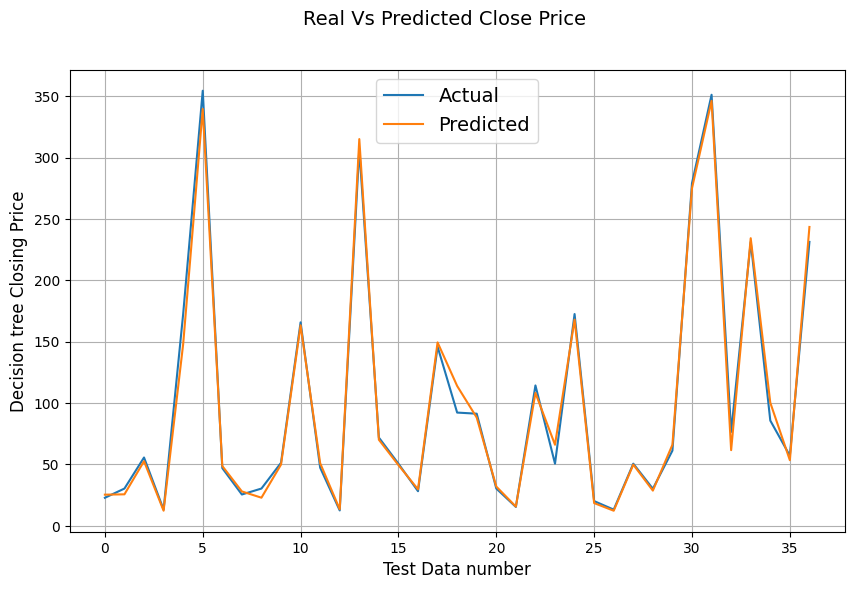 Real Vs Predicted Close Price
Actual
Predicted
Decision tree Closing Price
350
300
250
200
150
100
50
0
0 5 10 15 20 25 30 35
Test Data number